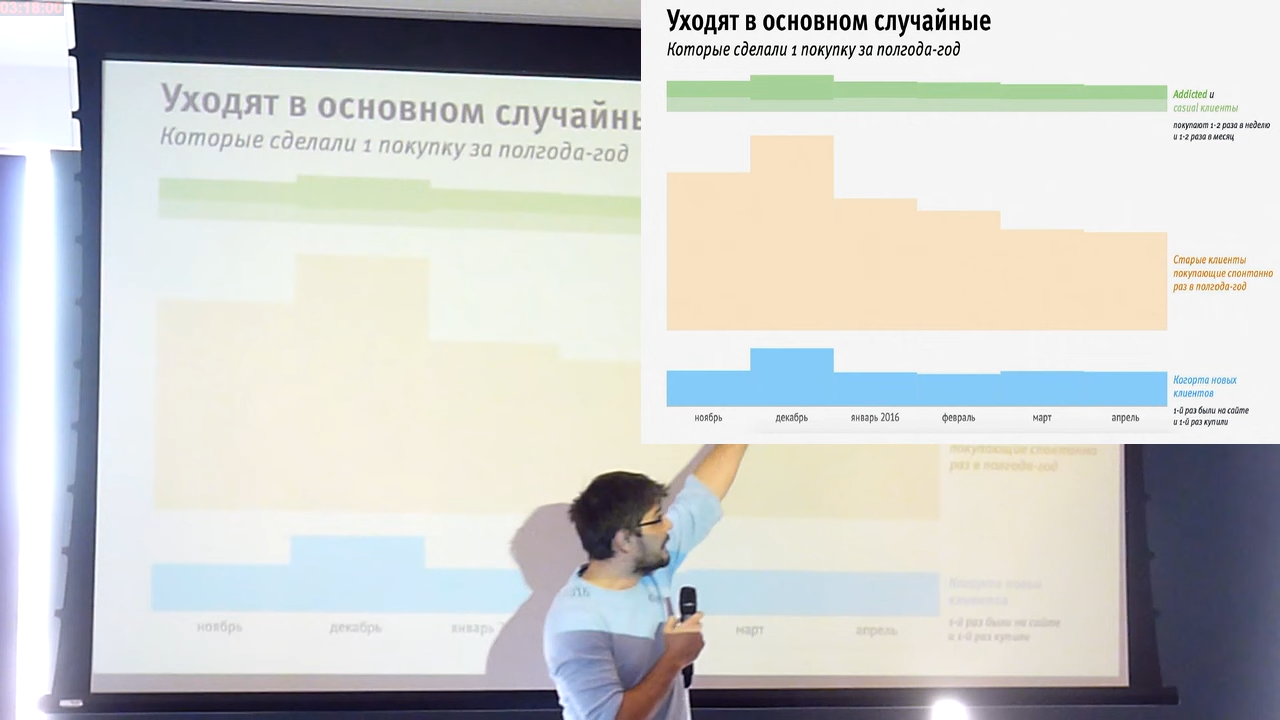 03:18:00
Уходят в основном случайные
Которые сделали 1 покупку за полгода-год
Addicted и
casual клиенты
покупают 1-2 раза в неделю
и 1-2 раза в месяц
Старые клиенты
покупающие спонтанно
раз в полгода-год
Когорта новых
клиентов
1-й раз были на сайте
и 1-й раз купили
ноябрь декабрь январь 2016 февраль март апрель
Уходят в основном случайны
Которые сделали 1 покупку за полгода-год
покупающие спонтанно
раз в полгода-год
Когорта новых
клиентов
1-й раз были на сайте
и 1-й раз купили
ноябрь декабрь январь март апрель